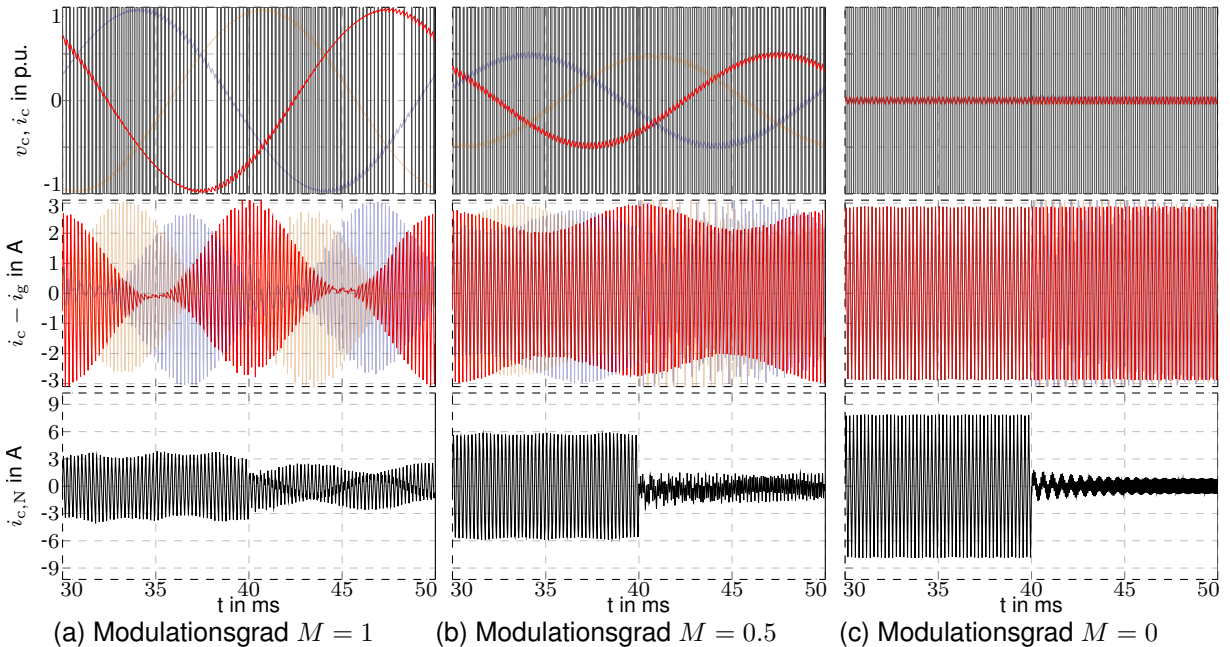 1
0
-1
v_c, i_c in p.u.
3
2
1
0
-1
-2
-3
i_c − i_g in A
9
6
3
0
-3
-6
-9
i_c,N in A
30 35 40 45 50 30 35 40 45 50 30 35 40 45 50
t in ms t in ms t in ms
(a) Modulationsgrad M = 1 (b) Modulationsgrad M = 0.5 (c) Modulationsgrad M = 0